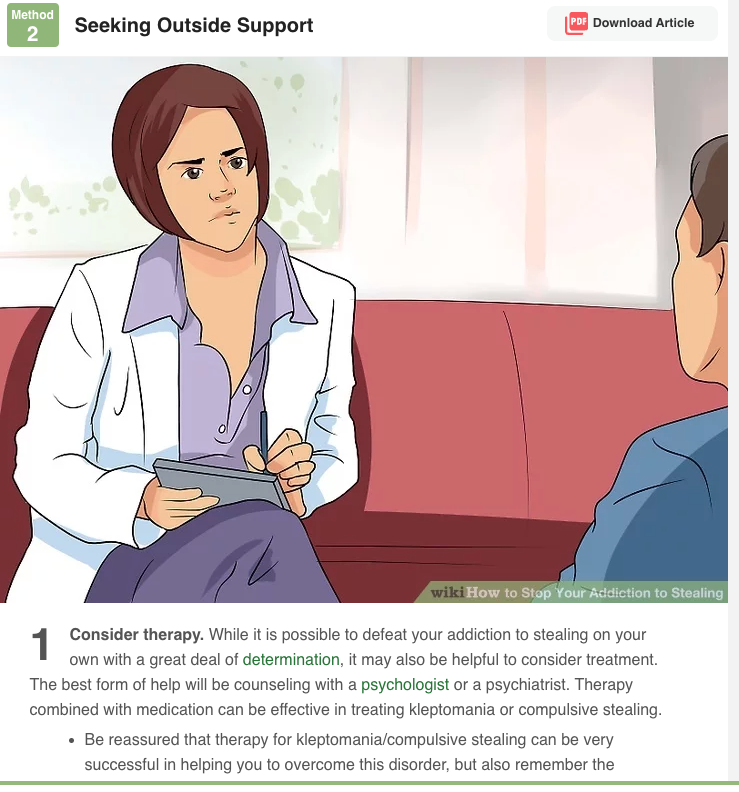 Method
2
Seeking Outside Support
PDF
Download Article
wikiHow to Stop Your Addiction to Stealing
1
Consider therapy. While it is possible to defeat your addiction to stealing on your
own with a great deal of determination, it may also be helpful to consider treatment.
The best form of help will be counseling with a psychologist or a psychiatrist. Therapy
combined with medication can be effective in treating kleptomania or compulsive stealing.
• Be reassured that therapy for kleptomania/compulsive stealing can be very
successful in helping you to overcome this disorder, but also remember the